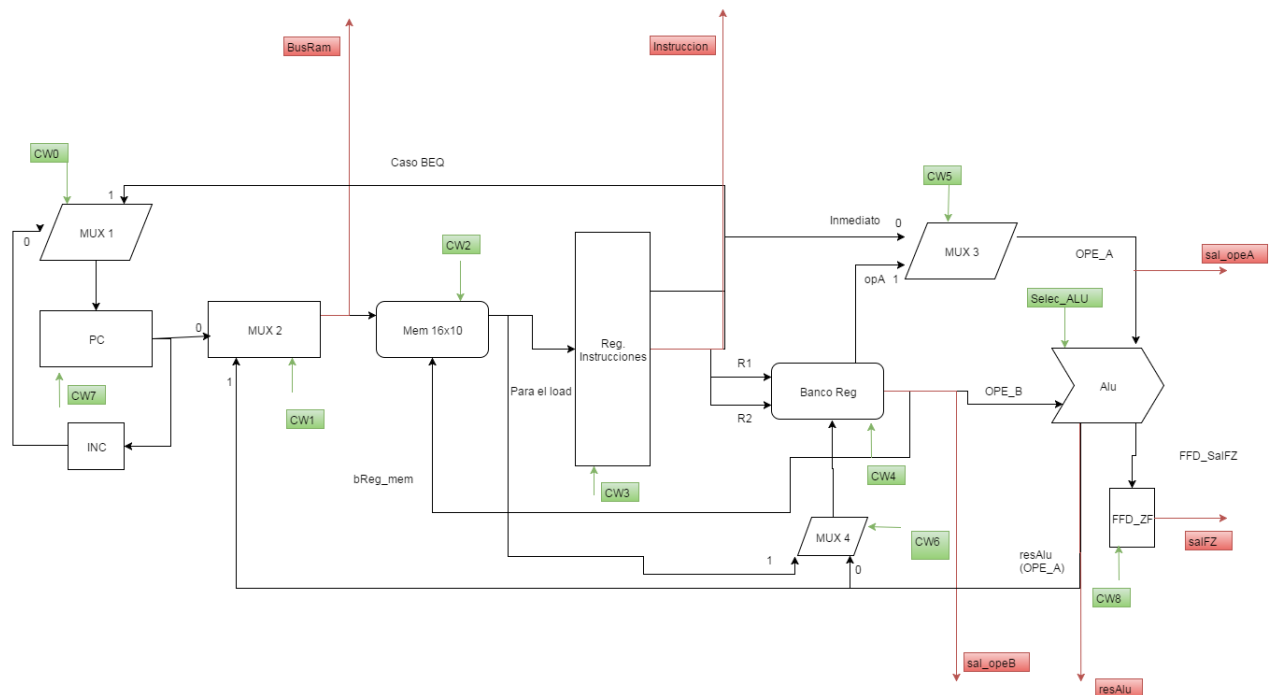 BusRam
Instruccion
CW0
Caso BEQ
CW5
1
MUX 1
0
Inmediato
0
MUX 3
CW2
opA
1
OPE_A
sal_opeA
Selec_ALU
PC
0
MUX 2
Mem 16x10
Reg.
Instrucciones
R1
Banco Reg
R2
OPE_B
Alu
1
CW7
CW1
Para el load
INC
bReg_mem
CW3
CW4
FFD_SalFZ
MUX 4
CW6
FFD_ZF
salFZ
1
0
resAlu
(OPE_A)
CW8
sal_opeB
resAlu